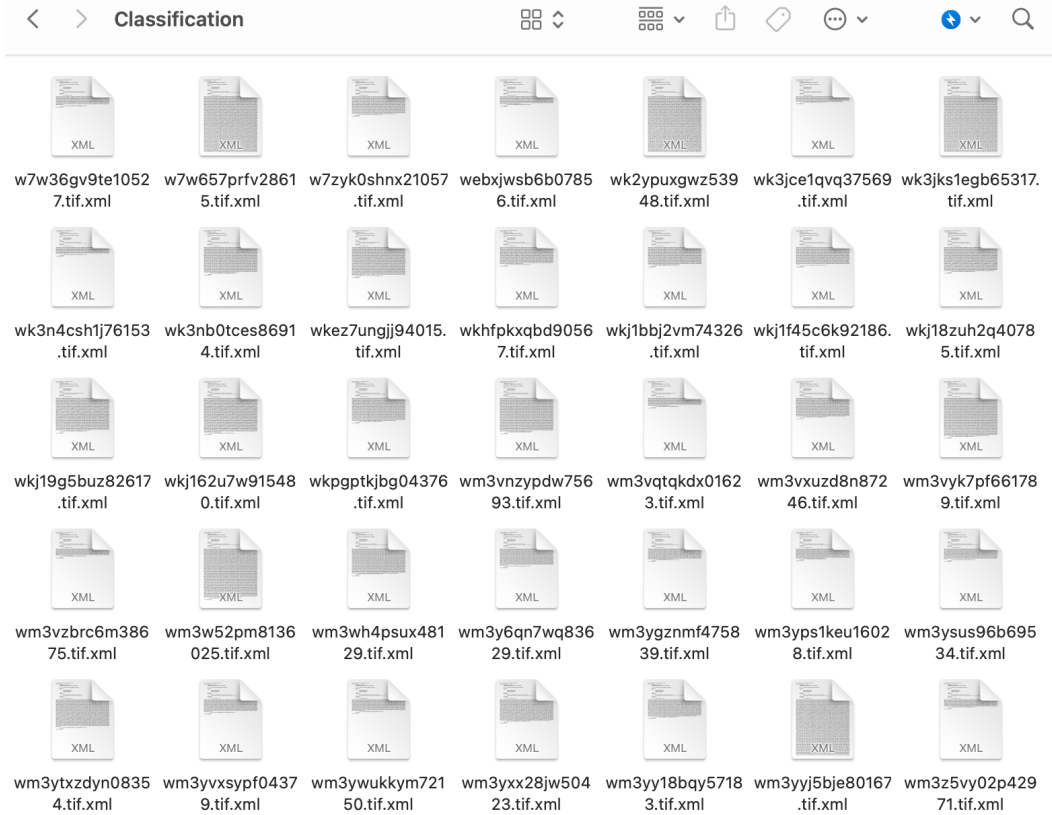 Classification
XML XML XML XML XML XML XML
w7w36gv9te1052 w7w657prfv2861 w7zyk0shnx21057 webxjwsb6b0785 wk2ypuxgwz539 wk3jce1qvq37569 wk3jks1egb65317.
7.tif.xml 5.tif.xml .tif.xml 6.tif.xml 48.tif.xml .tif.xml tif.xml
XML XML XML XML XML XML XML
wk3n4csh1j76153 wk3nb0tces8691 wkez7ungjj94015. wkhfpkxqbd9056 wkj1bbj2vm74326 wkj1f45c6k92186. wkj18zuh2q4078
.tif.xml 4.tif.xml tif.xml 7.tif.xml .tif.xml tif.xml 5.tif.xml
XML XML XML XML XML XML XML
wkj19g5buz82617 wkj162u7w91548 wkpgptkjbg04376 wm3vnzypdw756 wm3vqtqkdx0162 wm3vxuzd8n872 wm3vyk7pf66178
.tif.xml 0.tif.xml .tif.xml 93.tif.xml 3.tif.xml 46.tif.xml 9.tif.xml
XML XML XML XML XML XML XML
wm3vzbrc6m386 wm3w52pm8136 wm3wh4psux481 wm3y6qn7wq836 wm3ygznmf4758 wm3yps1keu1602 wm3ysus96b695
75.tif.xml 025.tif.xml 29.tif.xml 29.tif.xml 39.tif.xml 8.tif.xml 34.tif.xml
XML XML XML XML XML XML XML
wm3ytxzdyn0835 wm3yvxsypf0437 wm3ywukkym721 wm3yxx28jw504 wm3yy18bqy5718 wm3yyj5bje80167 wm3z5vy02p429
4.tif.xml 9.tif.xml 50.tif.xml 23.tif.xml 3.tif.xml .tif.xml 71.tif.xml